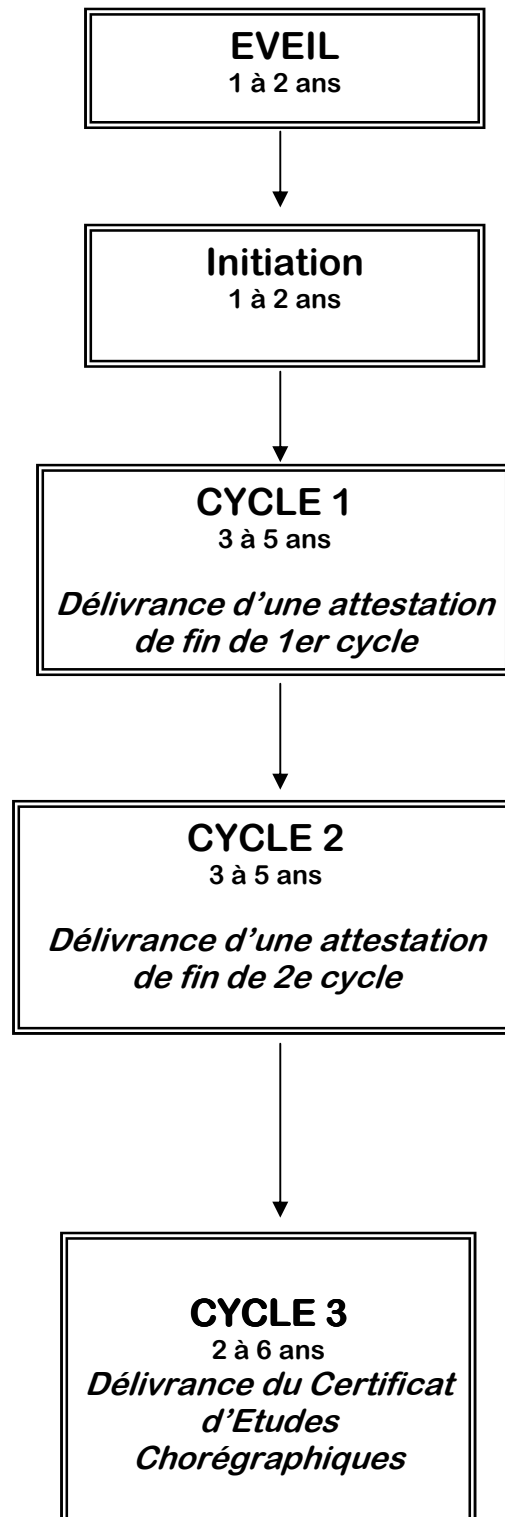 EVEIL
1 à 2 ans
Initiation
1 à 2 ans
CYCLE 1
3 à 5 ans
Délivrance d’une attestation
de fin de 1er cycle
CYCLE 2
3 à 5 ans
Délivrance d’une attestation
de fin de 2e cycle
CYCLE 3
2 à 6 ans
Délivrance du Certificat
d’Etudes
Chorégraphiques